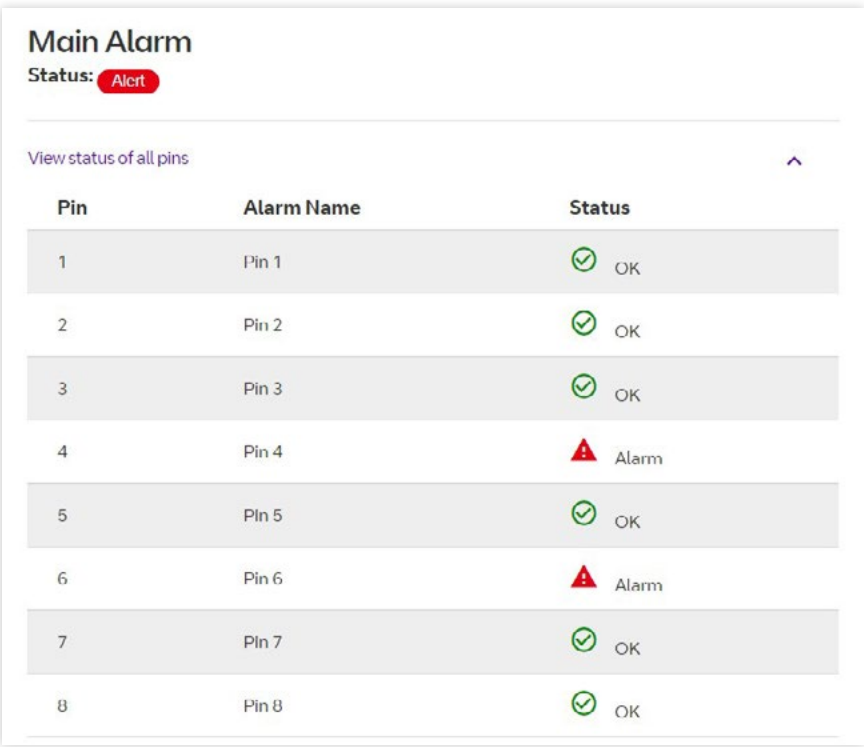 Main Alarm
Status: Alert
View status of all pins
Pin Alarm Name Status
1 Pin 1 OK
2 Pin 2 OK
3 Pin 3 OK
4 Pin 4 Alarm
5 Pin 5 OK
6 Pin 6 Alarm
7 Pin 7 OK
8 Pin 8 OK